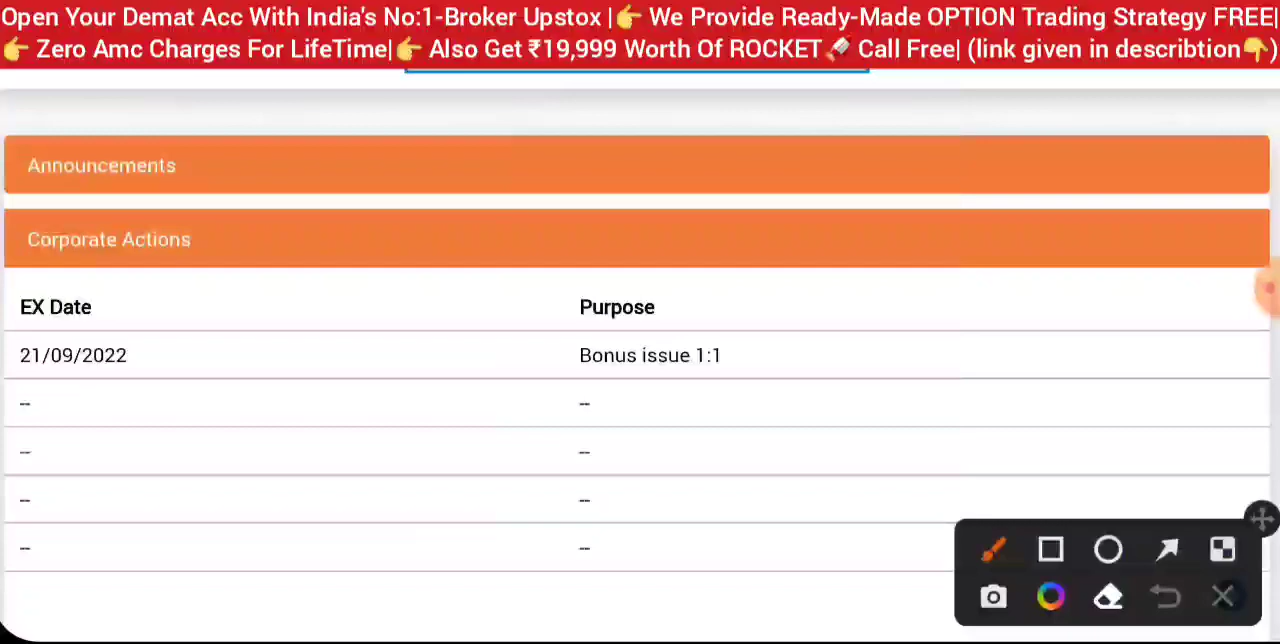 Open Your Demat Acc With India's No:1-Broker Upstox |👉 We Provide Ready-Made OPTION Trading Strategy FREE|
👉 Zero Amc Charges For LifeTime|👉 Also Get ₹19,999 Worth Of ROCKET🚀 Call Free| (link given in describtion👇)
Announcements
Corporate Actions
EX Date Purpose
21/09/2022 Bonus issue 1:1
-- --
-- --
-- --
-- --